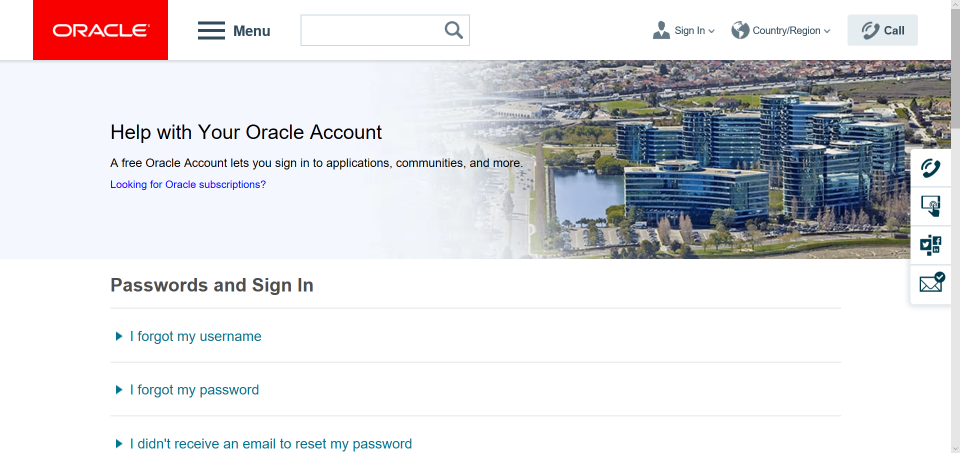 ORACLE
Menu
Sign In
Country/Region
Call
Help with Your Oracle Account
A free Oracle Account lets you sign in to applications, communities, and more.
Looking for Oracle subscriptions?
Passwords and Sign In
I forgot my username
I forgot my password
I didn't receive an email to reset my password